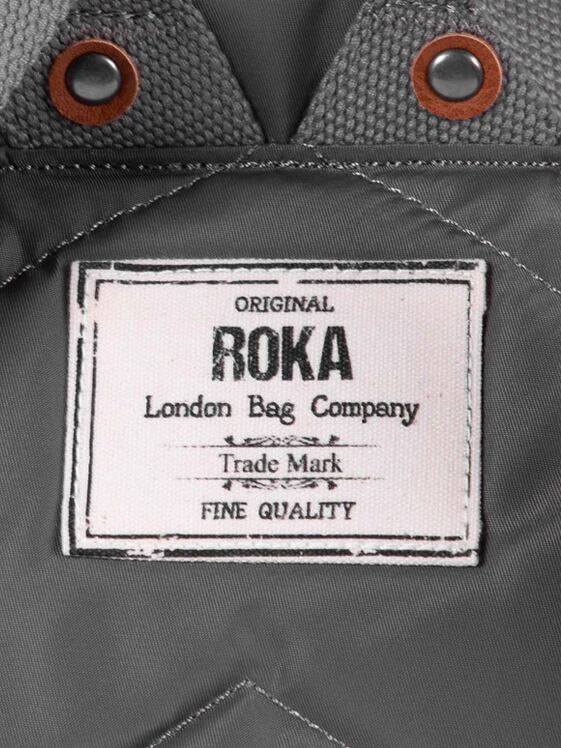 ORIGINAL
ROKA
London Bag Company
Trade Mark
FINE QUALITY